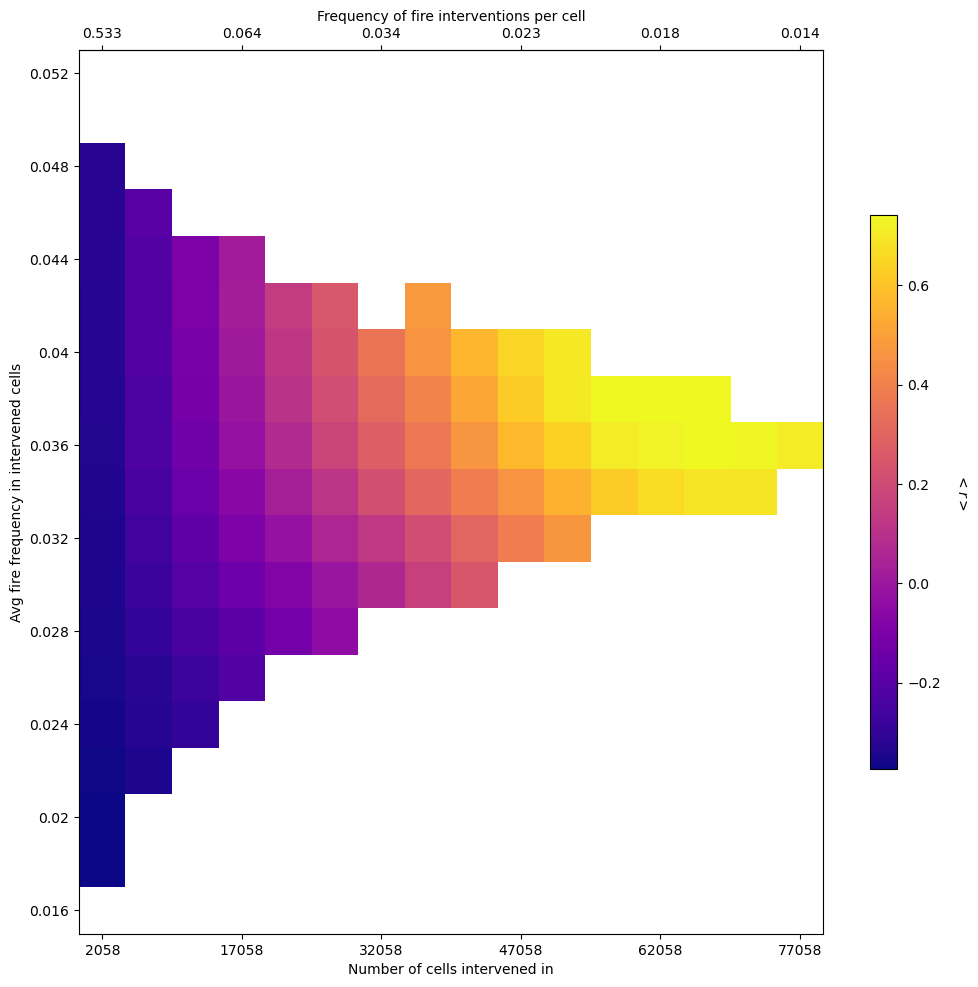 Frequency of fire interventions per cell
0.533 0.064 0.034 0.023 0.018 0.014
0.052
0.048
0.044
0.04
0.036
0.032
0.028
0.024
0.02
0.016
Avg fire frequency in intervened cells
2058 17058 32058 47058 62058 77058
Number of cells intervened in
0.6
0.4
0.2
0.0
−0.2
< r >